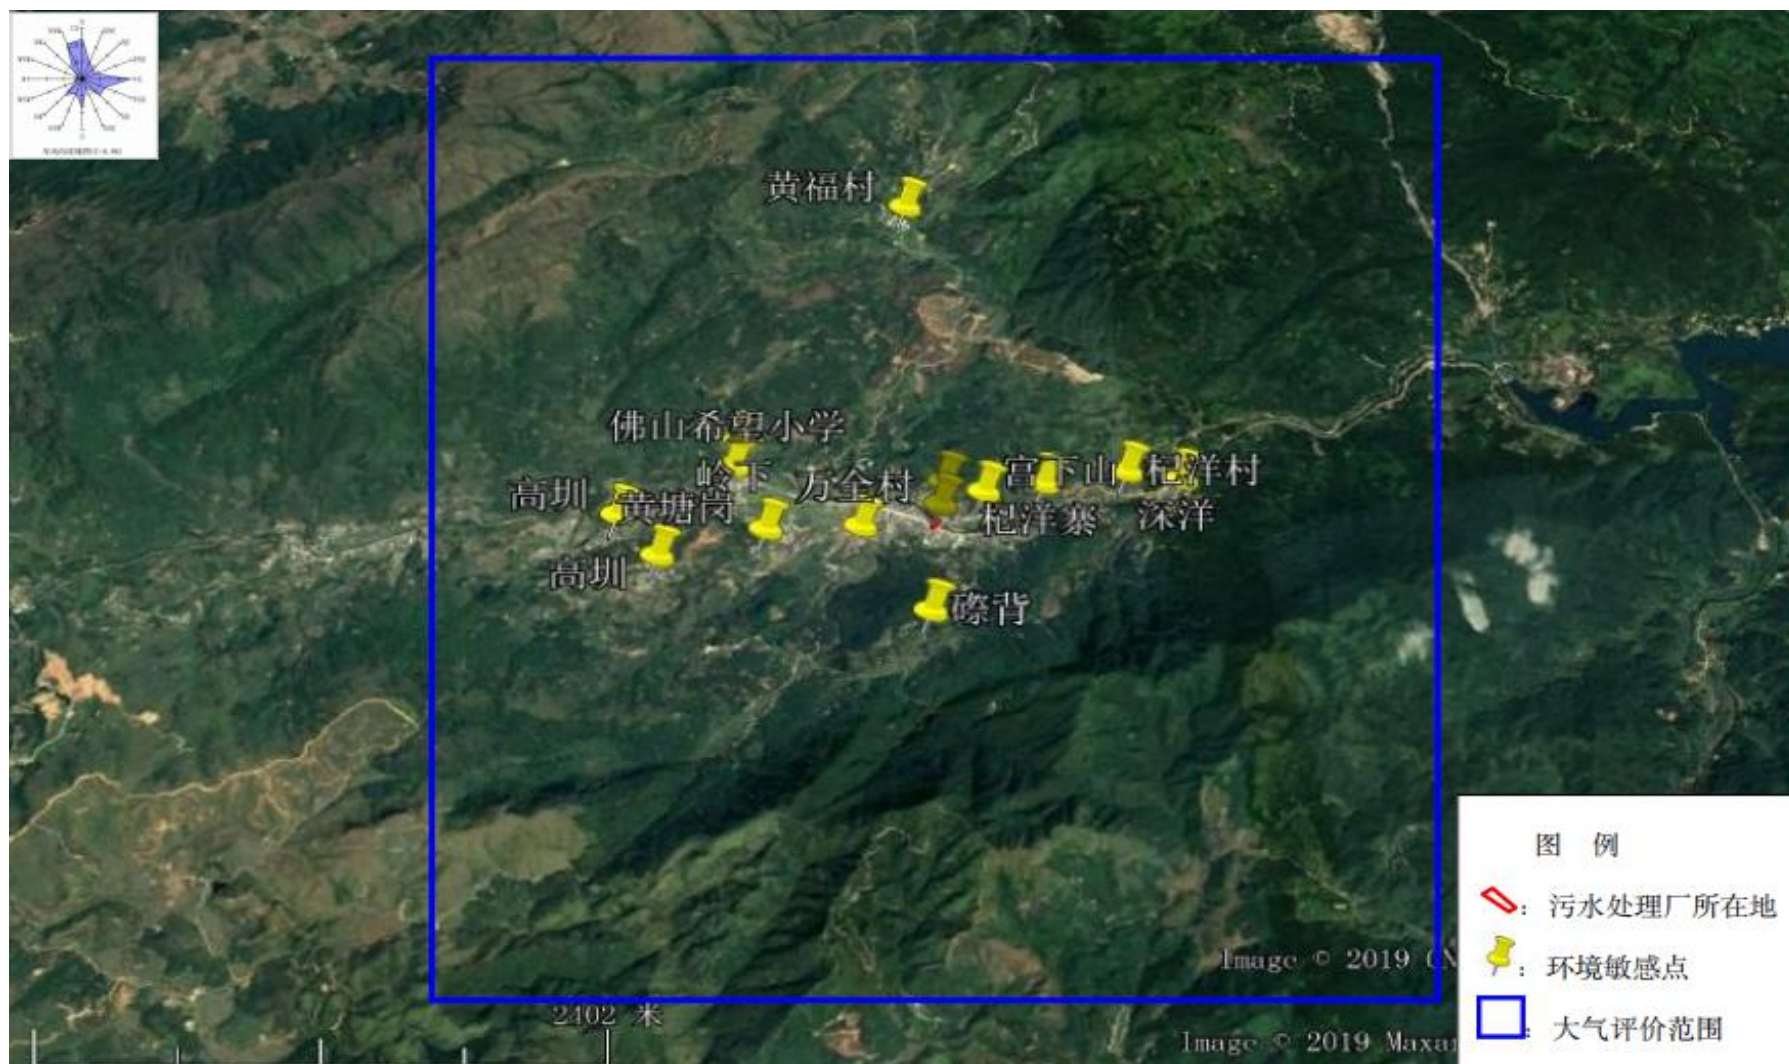 黄福村
佛山希望小学
岭下
万全村
富下山
杞洋村
高圳
黄塘岗
杞洋寨
深洋
高圳
磜背
图 例
: 污水处理厂所在地
: 环境敏感点
: 大气评价范围
Image © 2019
2402 米
Image © 2019 Maxar